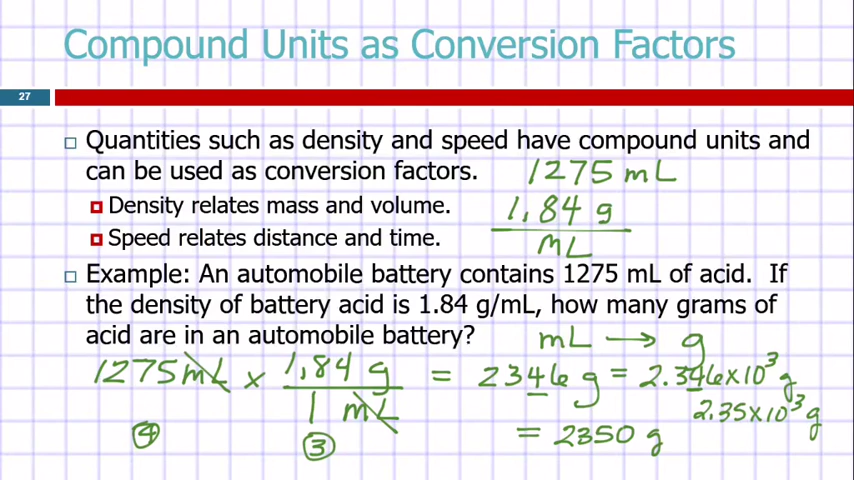 Compound Units as Conversion Factors
27
Quantities such as density and speed have compound units and
can be used as conversion factors.
1275 mL
Density relates mass and volume.
1.84 g
Speed relates distance and time.
mL
Example: An automobile battery contains 1275 mL of acid. If
the density of battery acid is 1.84 g/mL, how many grams of
acid are in an automobile battery?
mL → g
1275 mL × 1.84 g / 1 mL = 2346 g = 2.346×10³ g
2.35×10³ g
④ ③ = 2350 g